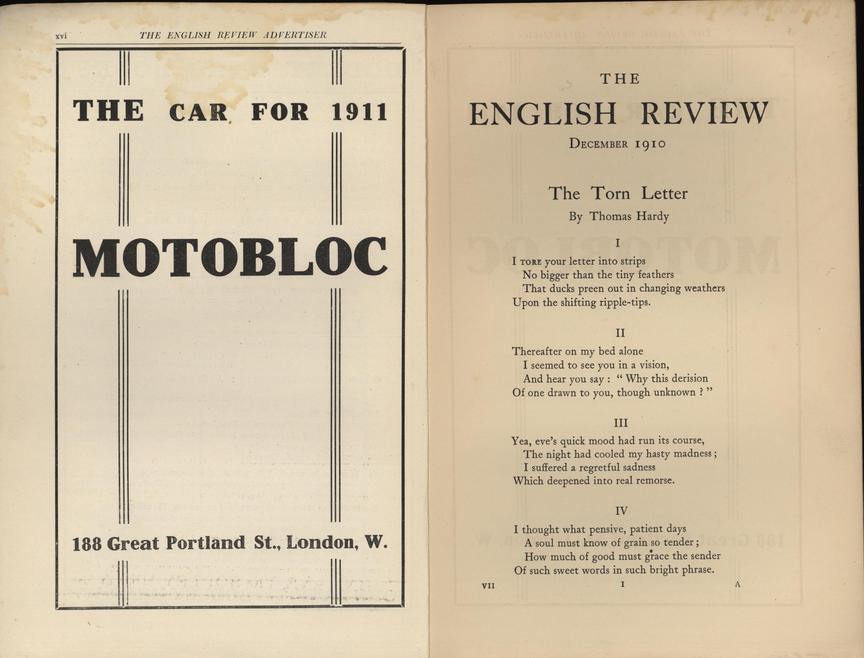 xvi THE ENGLISH REVIEW ADVERTISER
THE CAR FOR 1911
MOTOBLOC
188 Great Portland St., London, W.
THE
ENGLISH REVIEW
DECEMBER 1910
The Torn Letter
By Thomas Hardy
I
I TORE your letter into strips
No bigger than the tiny feathers
That ducks preen out in changing weathers
Upon the shifting ripple-tips.
II
Thereafter on my bed alone
I seemed to see you in a vision,
And hear you say : “ Why this derision
Of one drawn to you, though unknown ? ”
III
Yea, eve's quick mood had run its course,
The night had cooled my hasty madness ;
I suffered a regretful sadness
Which deepened into real remorse.
IV
I thought what pensive, patient days
A soul must know of grain so tender ;
How much of good must grace the sender
Of such sweet words in such bright phrase.
VII I A